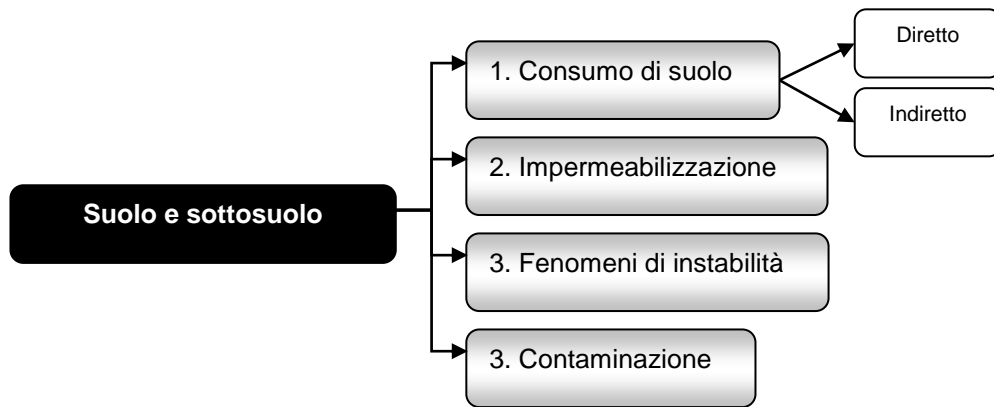 Suolo e sottosuolo
1. Consumo di suolo
Diretto
Indiretto
2. Impermeabilizzazione
3. Fenomeni di instabilità
3. Contaminazione